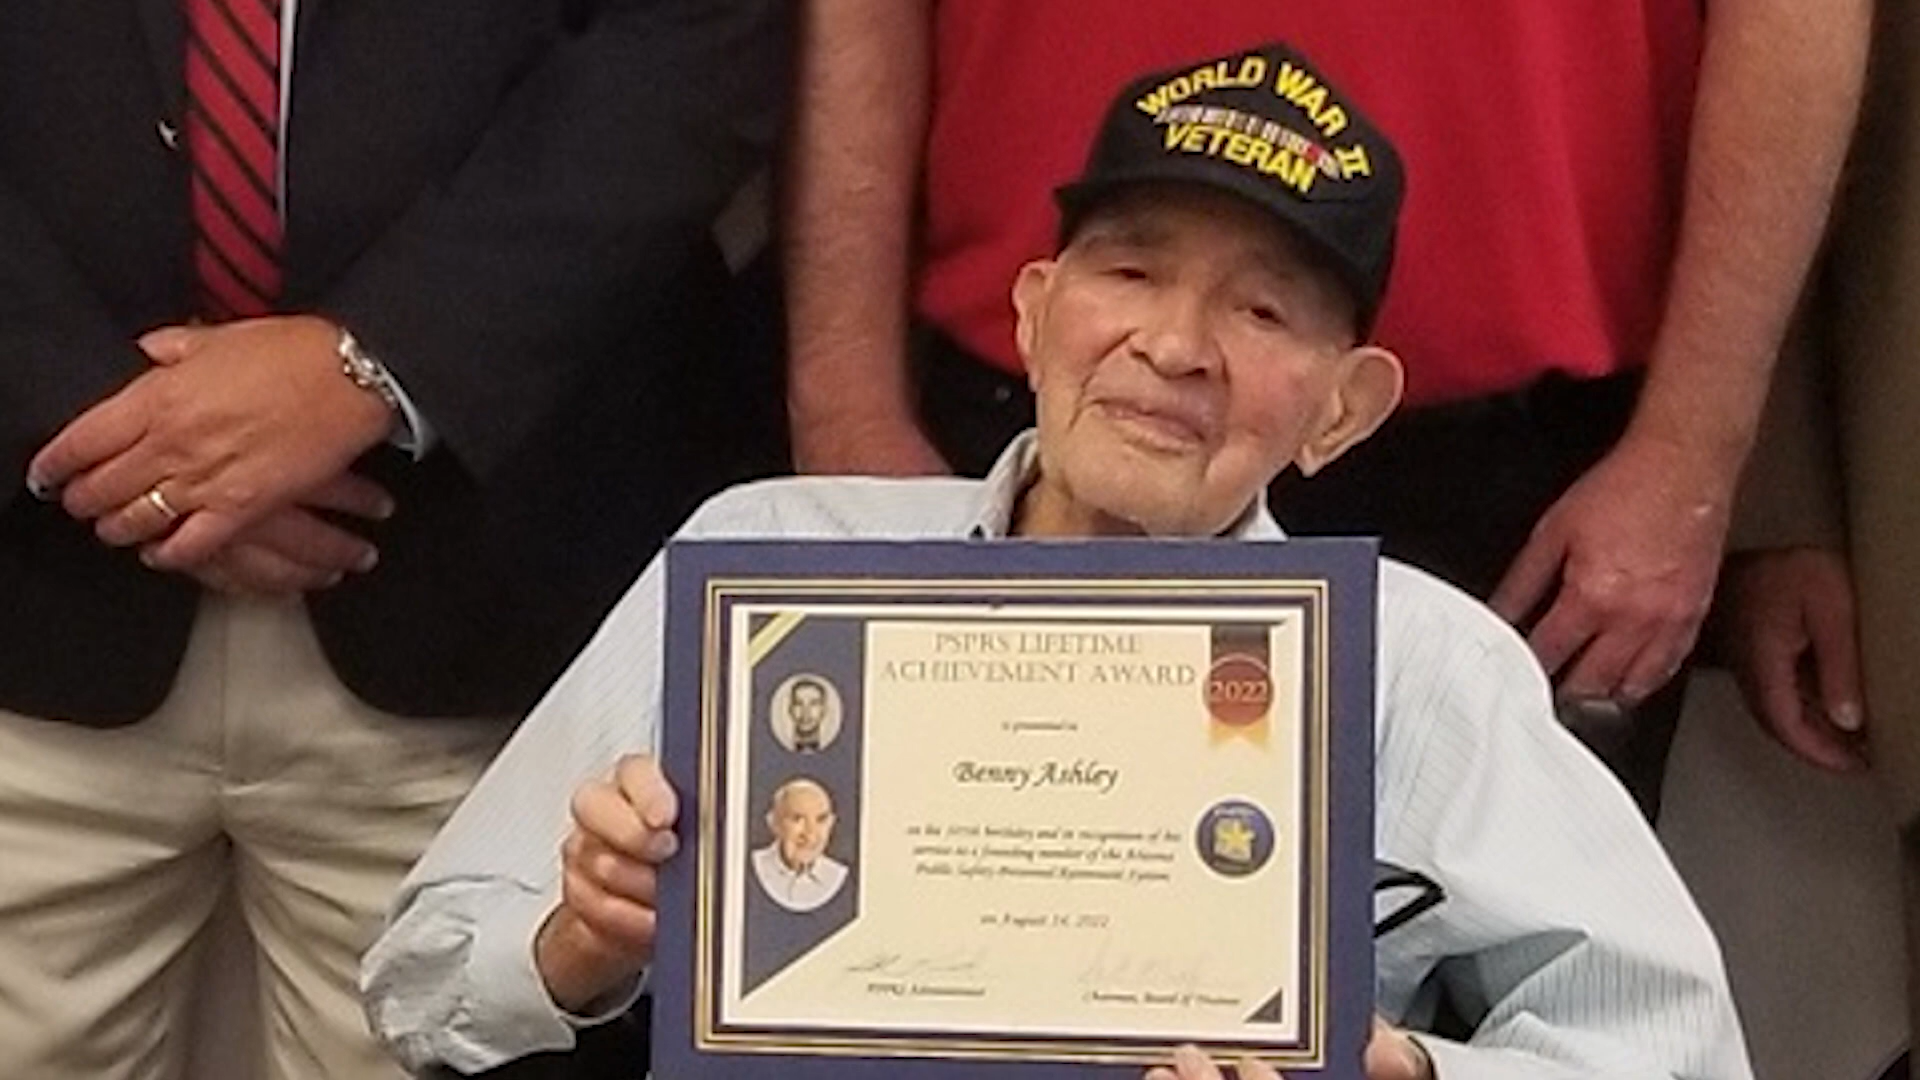 WORLD WAR II
VETERAN
PSPRS LIFETIME
ACHIEVEMENT AWARD
2022
is presented to
Benny Ashley
on the birthday and in recognition of his
service as a founding member of the Arizona
Public Safety Personnel Retirement System
on August 2022
PSPRS Administrator
Chairman, Board of Trustees